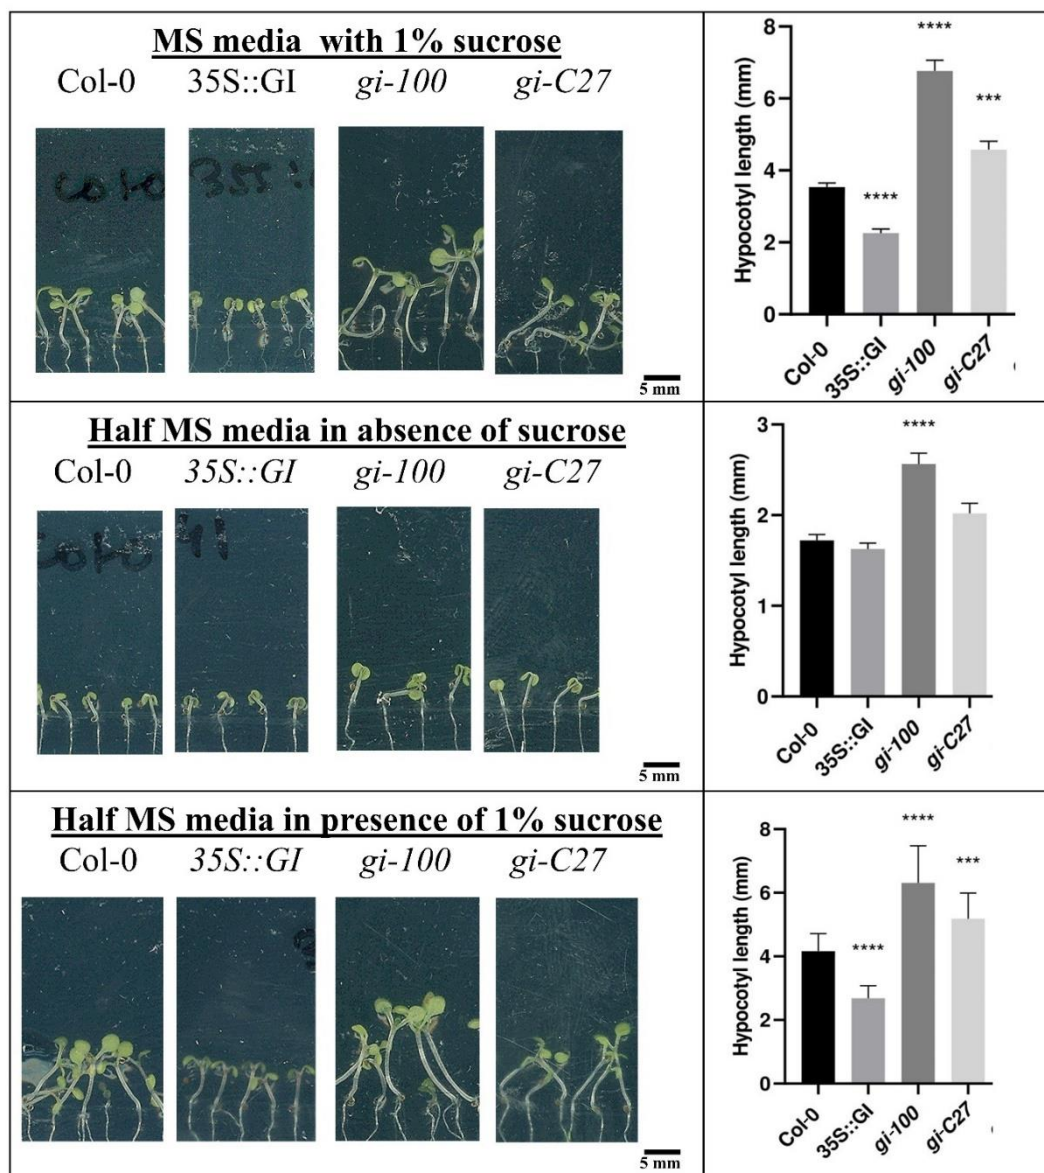 MS media with 1% sucrose
Col-0 35S::GI gi-100 gi-C27
Col0 35S:
5 mm
Hypocotyl length (mm)
8
6
4
2
0
****
****
***
Col-0
35S::GI
gi-100
gi-C27
Half MS media in absence of sucrose
Col-0 35S::GI gi-100 gi-C27
Col0 41
5 mm
Hypocotyl length (mm)
3
2
1
0
****
Col-0
35S::GI
gi-100
gi-C27
Half MS media in presence of 1% sucrose
Col-0 35S::GI gi-100 gi-C27
5 mm
Hypocotyl length (mm)
8
6
4
2
0
****
****
***
Col-0
35S::GI
gi-100
gi-C27